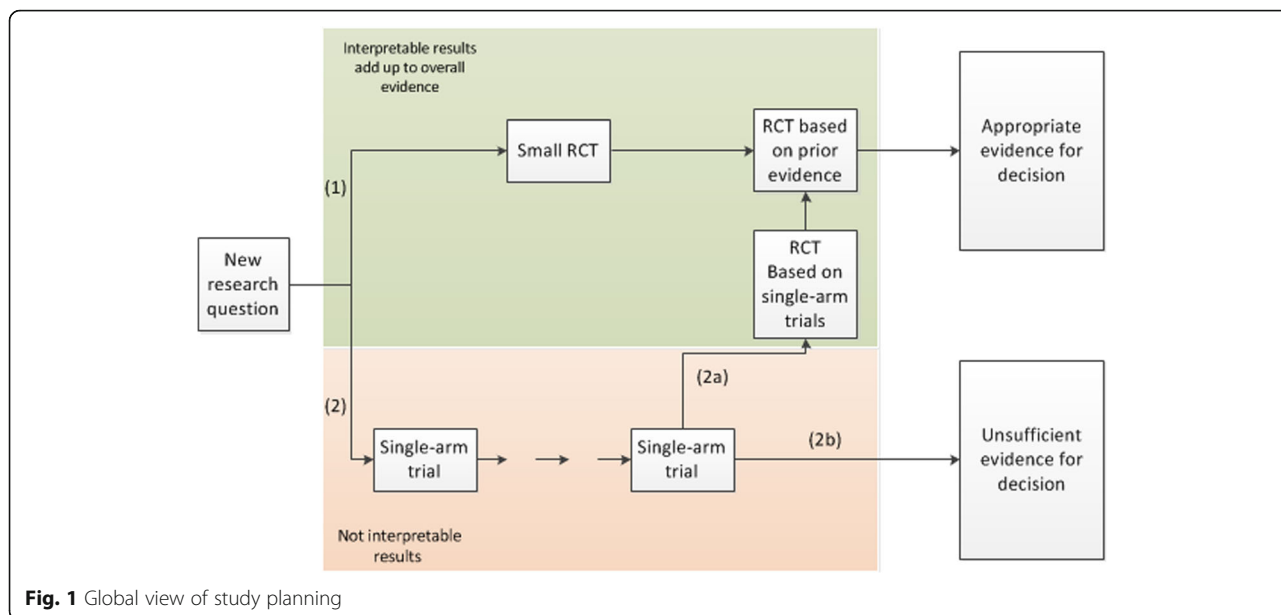 Interpretable results
add up to overall
evidence
Small RCT
RCT based
on prior
evidence
Appropriate
evidence for
decision
(1)
New
research
question
RCT
Based on
single-arm
trials
(2)
(2a)
Single-arm
trial
Single-arm
trial
(2b)
Unsufficient
evidence for
decision
Not interpretable
results
Fig. 1 Global view of study planning